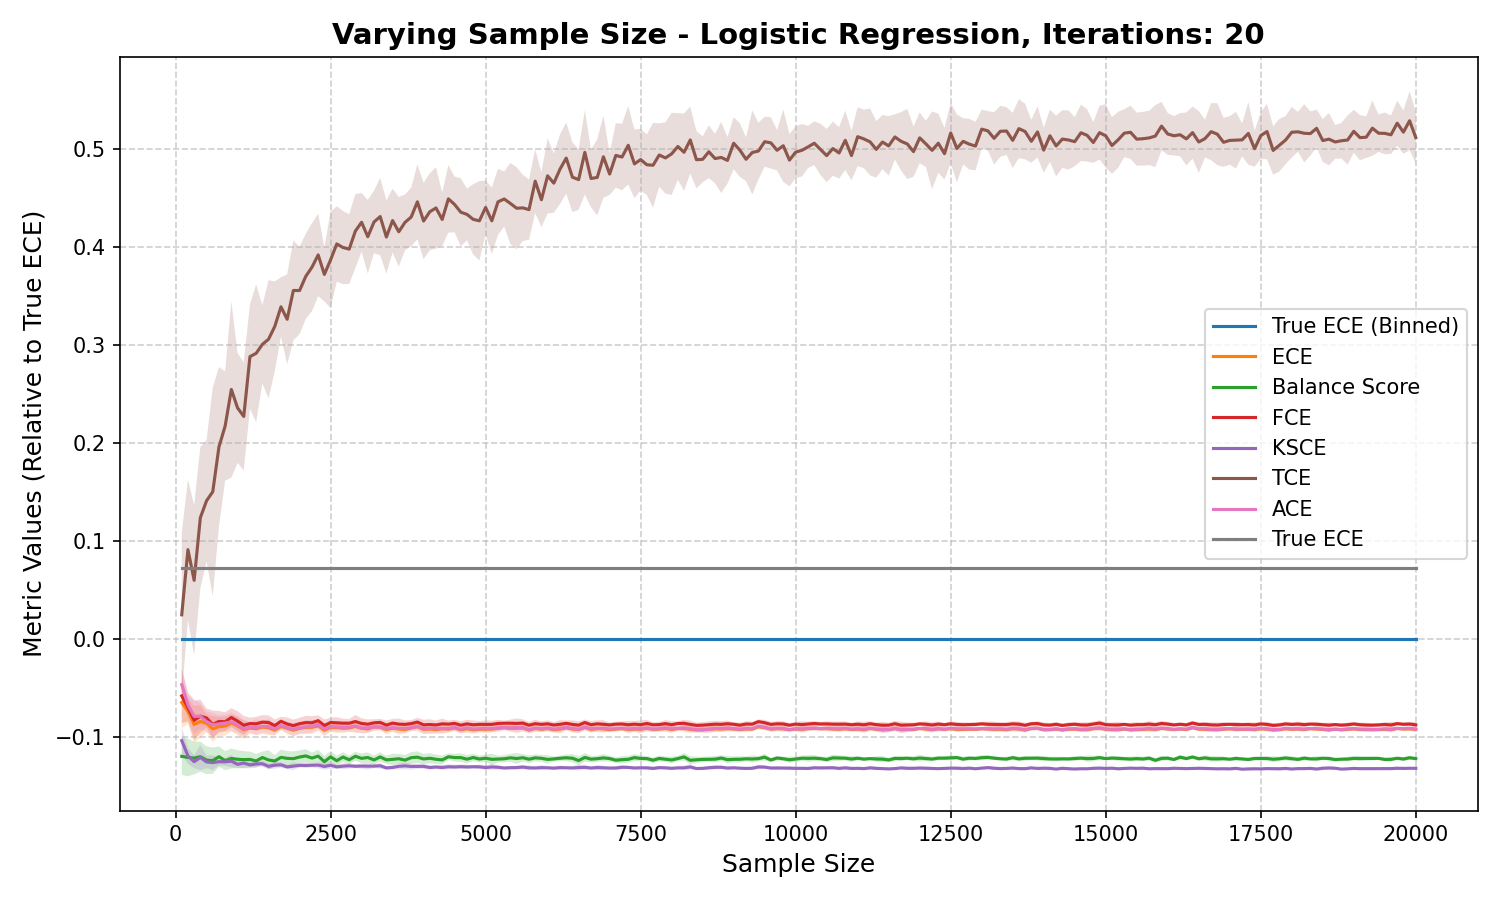 Varying Sample Size - Logistic Regression, Iterations: 20
Metric Values (Relative to True ECE)
0.5
0.4
0.3
0.2
0.1
0.0
−0.1
True ECE (Binned)
ECE
Balance Score
FCE
KSCE
TCE
ACE
True ECE
0 2500 5000 7500 10000 12500 15000 17500 20000
Sample Size